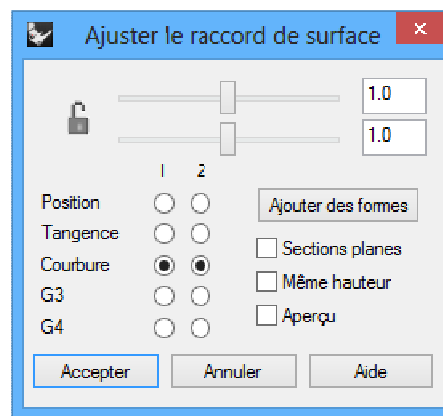 Ajuster le raccord de surface
1.0
1.0
1 2
Position
Ajouter des formes
Tangence
Sections planes
Courbure
Même hauteur
G3
Aperçu
G4
Accepter Annuler Aide